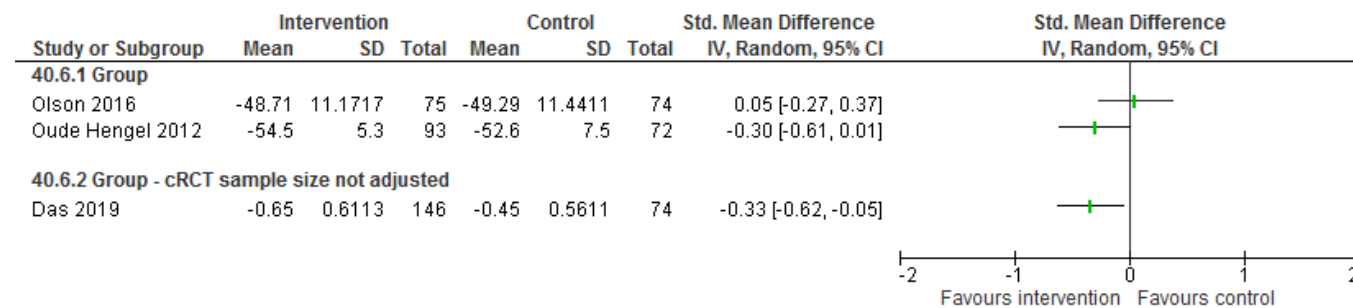 Intervention Control Std. Mean Difference Std. Mean Difference
Study or Subgroup Mean SD Total Mean SD Total IV, Random, 95% CI IV, Random, 95% CI
40.6.1 Group
Olson 2016 -48.71 11.1717 75 -49.29 11.4411 74 0.05 [-0.27, 0.37]
Oude Hengel 2012 -54.5 5.3 93 -52.6 7.5 72 -0.30 [-0.61, 0.01]
40.6.2 Group - cRCT sample size not adjusted
Das 2019 -0.65 0.6113 146 -0.45 0.5611 74 -0.33 [-0.62, -0.05]
-2 -1 0 1 2
Favours intervention Favours control